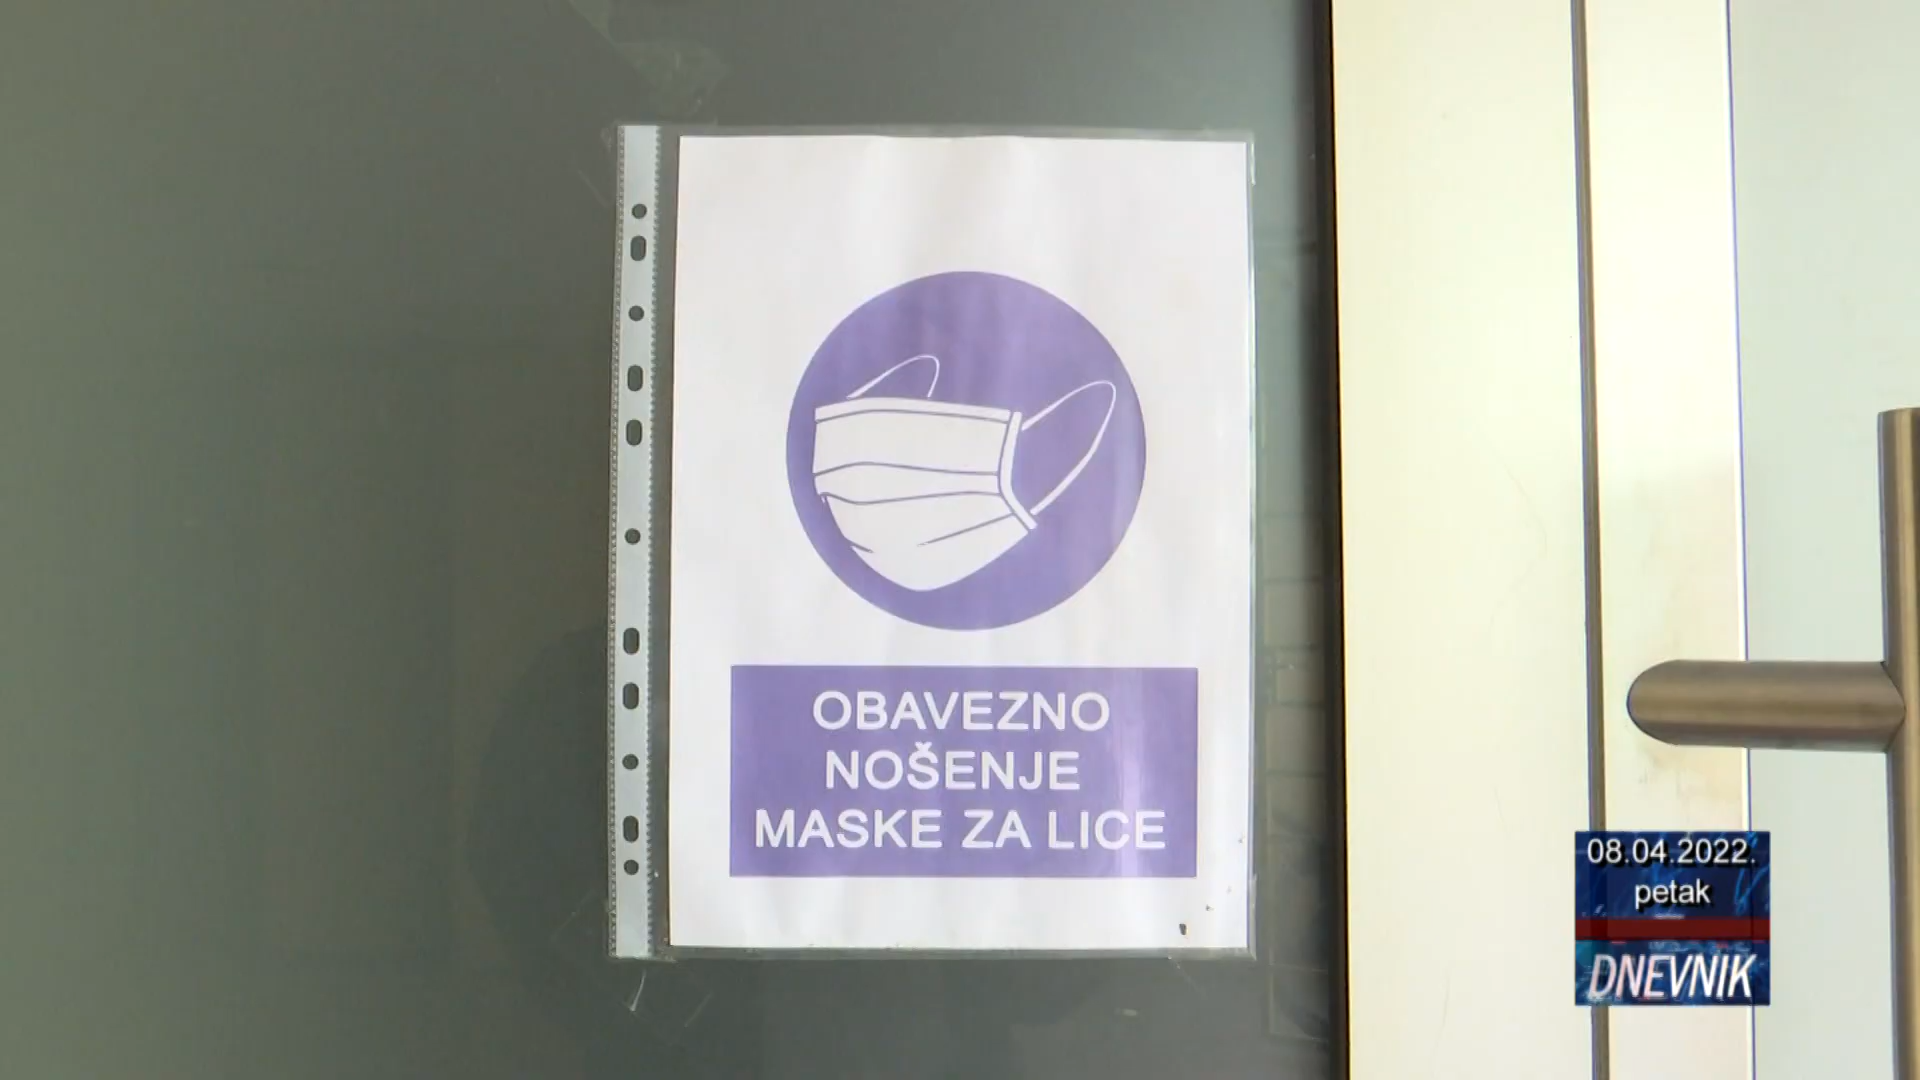 OBAVEZNO
NOŠENJE
MASKE ZA LICE
08.04.2022.
petak
DNEVNIK